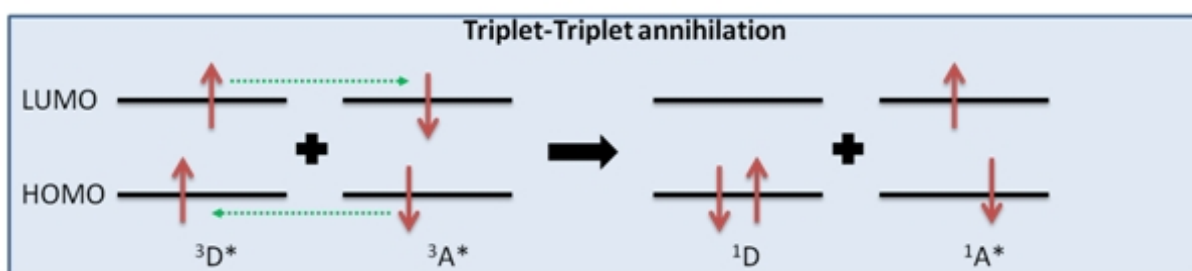 Triplet-Triplet annihilation
LUMO
HOMO
³D* ³A* ¹D ¹A*